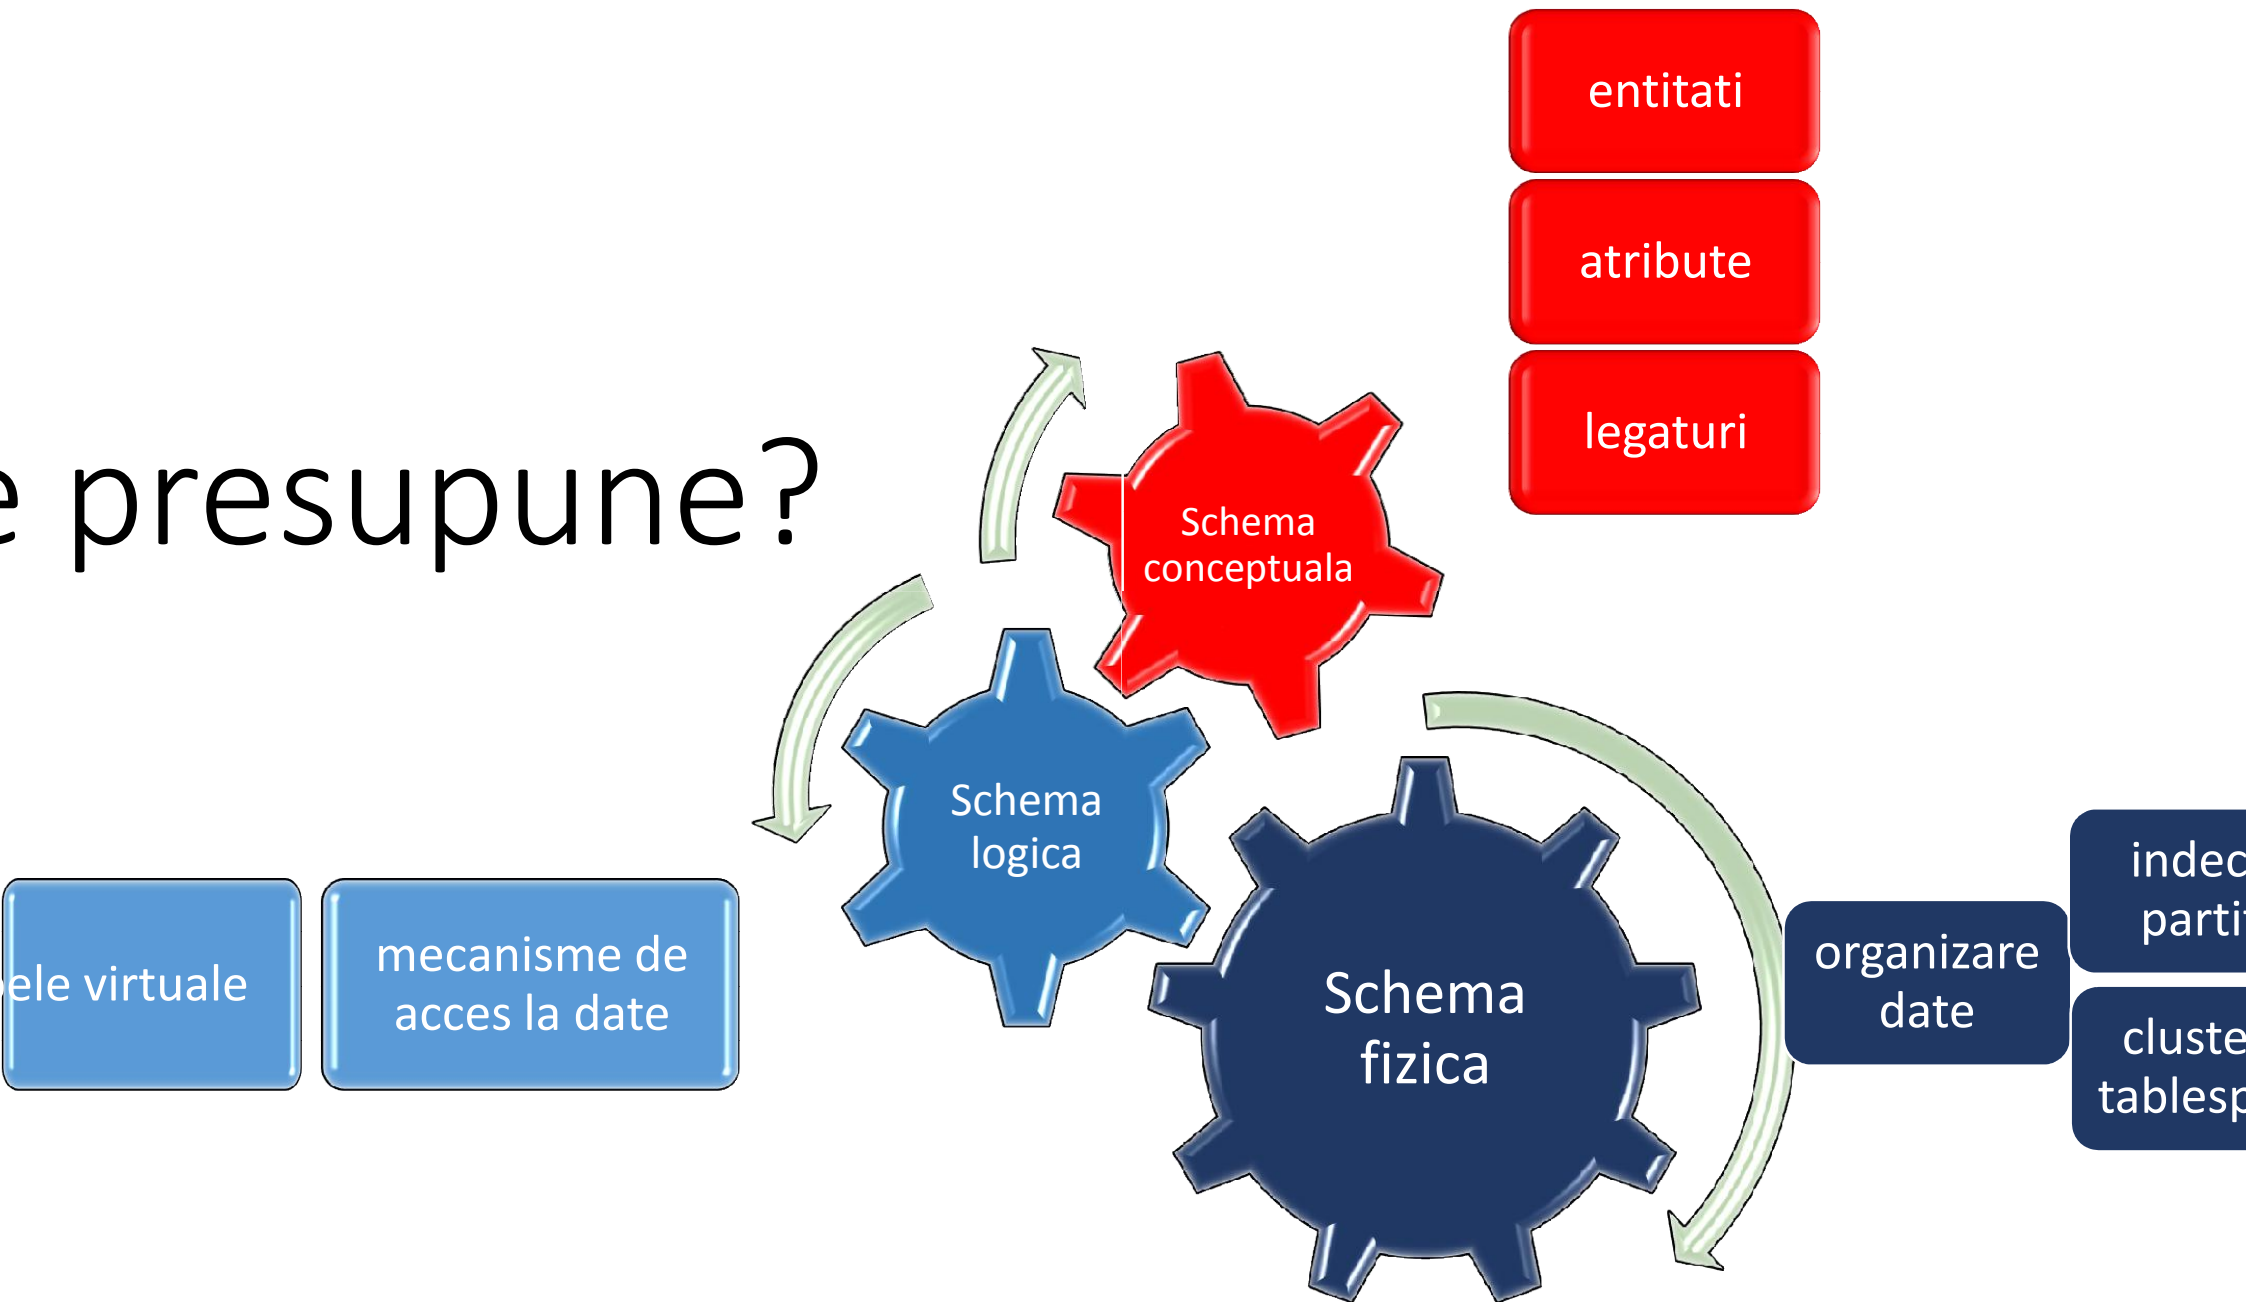 entitati
atribute
legaturi
presupune?
Schema
conceptuala
Schema
logica
virtuale
mecanisme de
acces la date
Schema
fizica
organizare
date